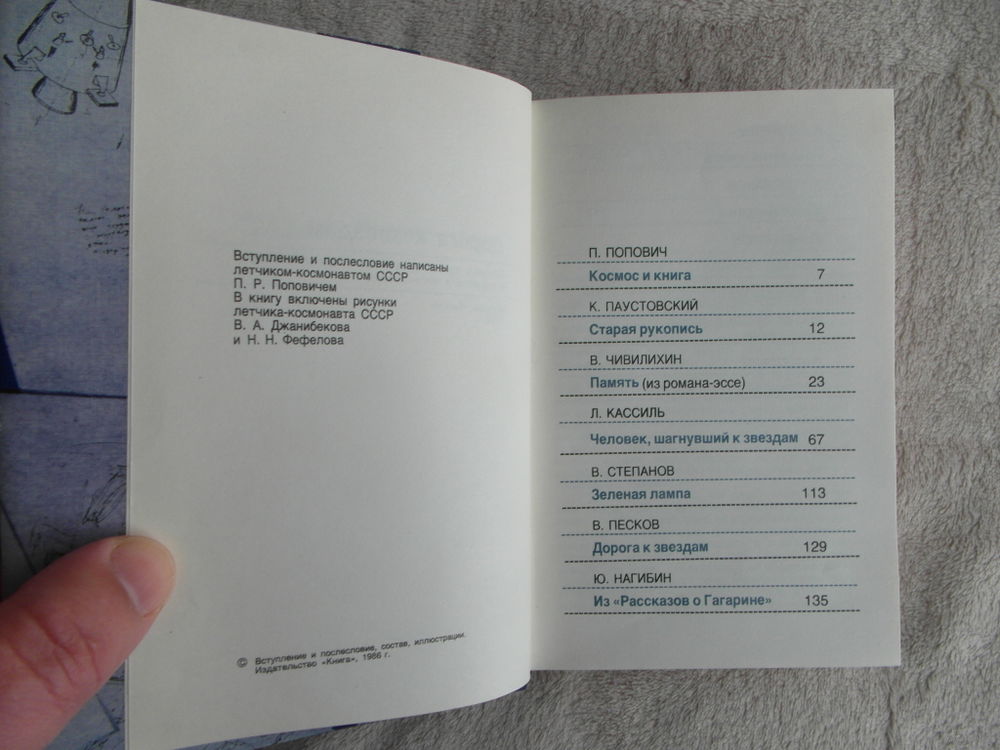 Вступление и послесловие написаны
летчиком-космонавтом СССР
П. Р. Поповичем
В книгу включены рисунки
летчика-космонавта СССР
В. А. Джанибекова
и Н. Н. Фефелова
© Вступление и послесловие, состав, иллюстрации.
Издательство «Книга», 1986 г.
П. ПОПОВИЧ
Космос и книга 7
К. ПАУСТОВСКИЙ
Старая рукопись 12
В. ЧИВИЛИХИН
Память (из романа-эссе) 23
Л. КАССИЛЬ
Человек, шагнувший к звездам 67
В. СТЕПАНОВ
Зеленая лампа 113
В. ПЕСКОВ
Дорога к звездам 129
Ю. НАГИБИН
Из «Рассказов о Гагарине» 135